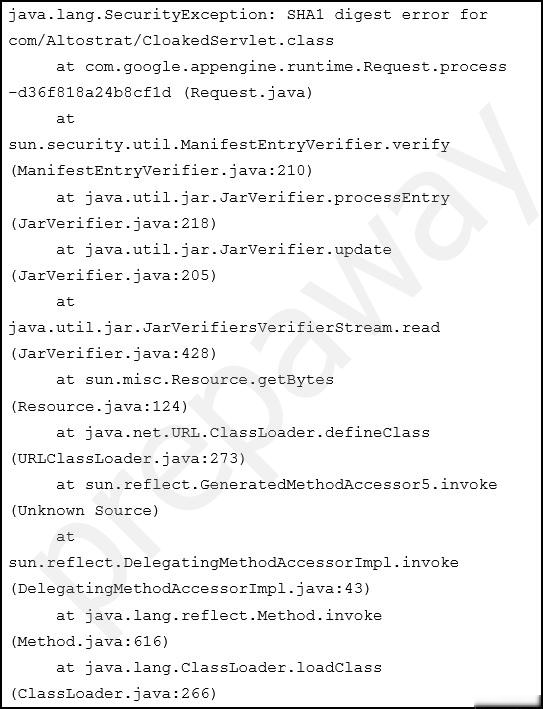 java.lang.SecurityException: SHA1 digest error for
com/Altostrat/CloakedServlet.class
at com.google.appengine.runtime.Request.process
-d36f818a24b8cf1d (Request.java)
at
sun.security.util.ManifestEntryVerifier.verify
(ManifestEntryVerifier.java:210)
at java.util.jar.JarVerifier.processEntry
(JarVerifier.java:218)
at java.util.jar.JarVerifier.update
(JarVerifier.java:205)
at
java.util.jar.JarVerifiersVerifierStream.read
(JarVerifier.java:428)
at sun.misc.Resource.getBytes
(Resource.java:124)
at java.net.URL.ClassLoader.defineClass
(URLClassLoader.java:273)
at sun.reflect.GeneratedMethodAccessor5.invoke
(Unknown Source)
at
sun.reflect.DelegatingMethodAccessorImpl.invoke
(DelegatingMethodAccessorImpl.java:43)
at java.lang.reflect.Method.invoke
(Method.java:616)
at java.lang.ClassLoader.loadClass
(ClassLoader.java:266)
prepaway